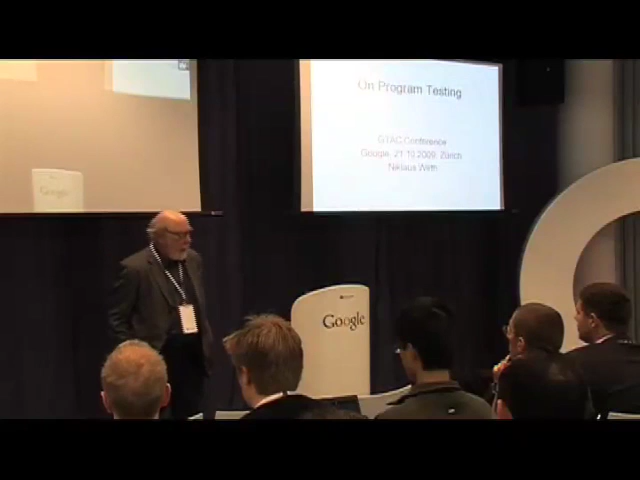 On Program Testing
GTAC Conference
Google, 21.10.2009, Zürich
Niklaus Wirth
Google
Google